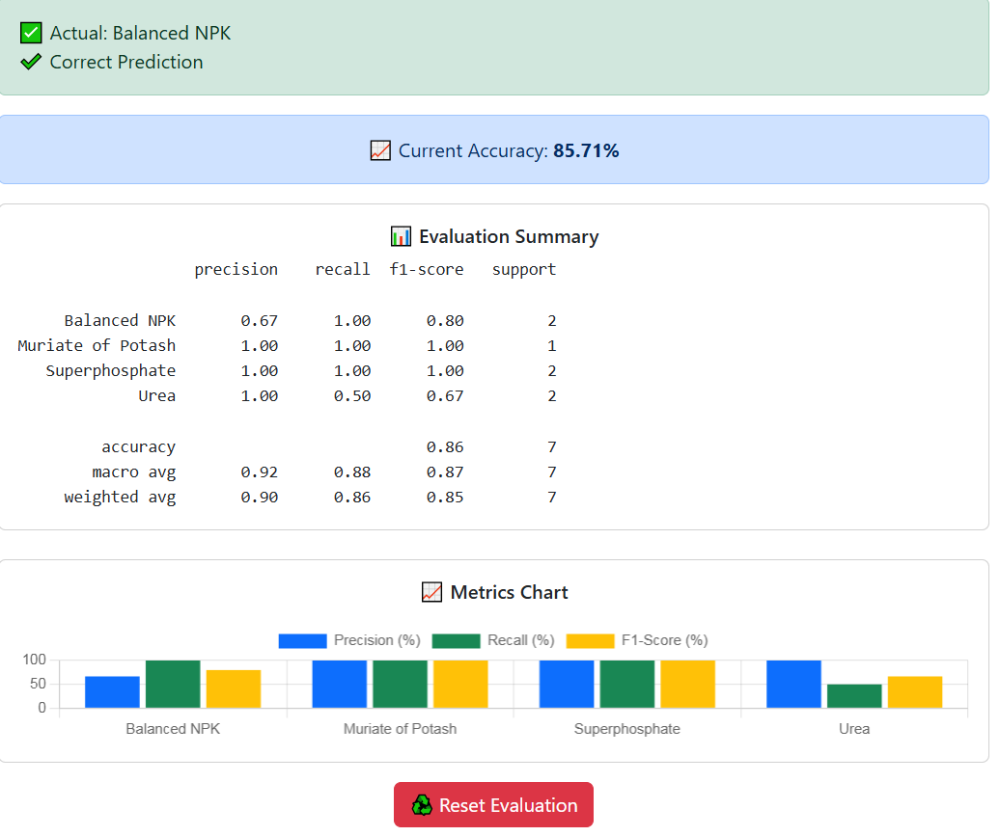 ✅ Actual: Balanced NPK
✔ Correct Prediction
📈 Current Accuracy: 85.71%
📊 Evaluation Summary
precision recall f1-score support
Balanced NPK 0.67 1.00 0.80 2
Muriate of Potash 1.00 1.00 1.00 1
Superphosphate 1.00 1.00 1.00 2
Urea 1.00 0.50 0.67 2
accuracy 0.86 7
macro avg 0.92 0.88 0.87 7
weighted avg 0.90 0.86 0.85 7
📈 Metrics Chart
Precision (%) Recall (%) F1-Score (%)
100
50
0
Balanced NPK Muriate of Potash Superphosphate Urea
♻ Reset Evaluation